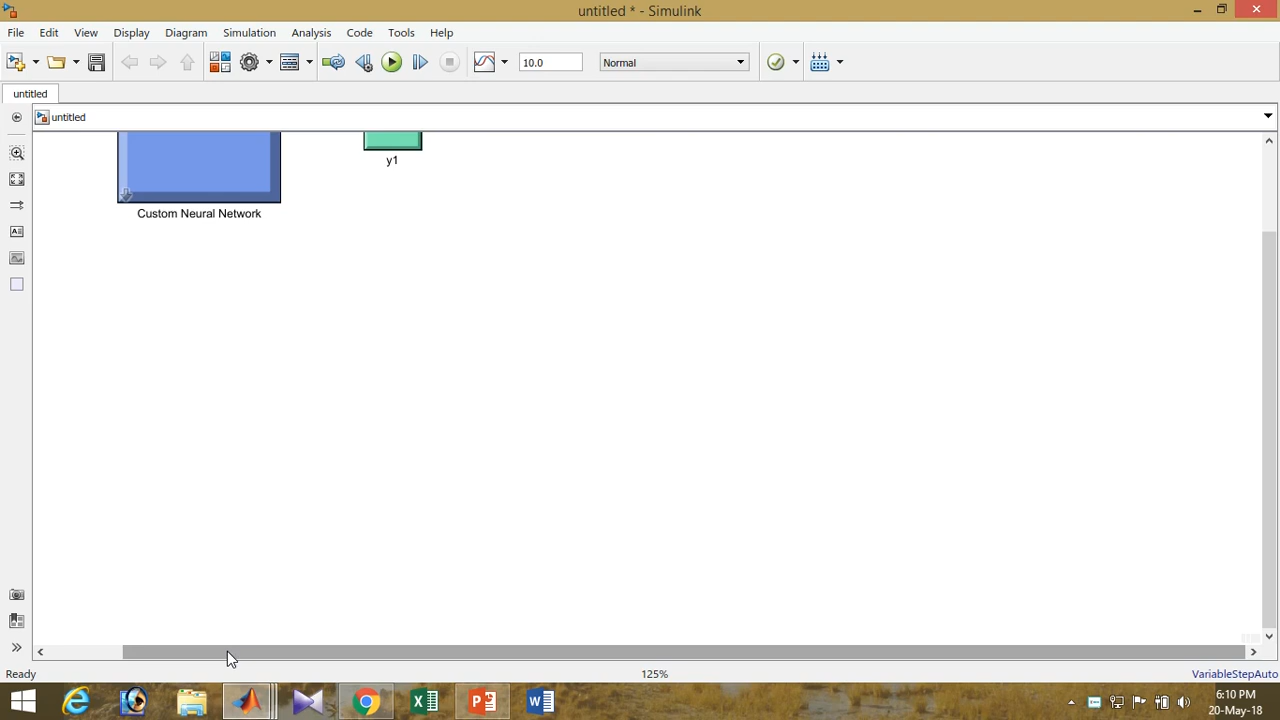 untitled * - Simulink
File Edit View Display Diagram Simulation Analysis Code Tools Help
10.0 Normal
untitled
untitled
y1
Custom Neural Network
Ready 125% VariableStepAuto
6:10 PM
20-May-18